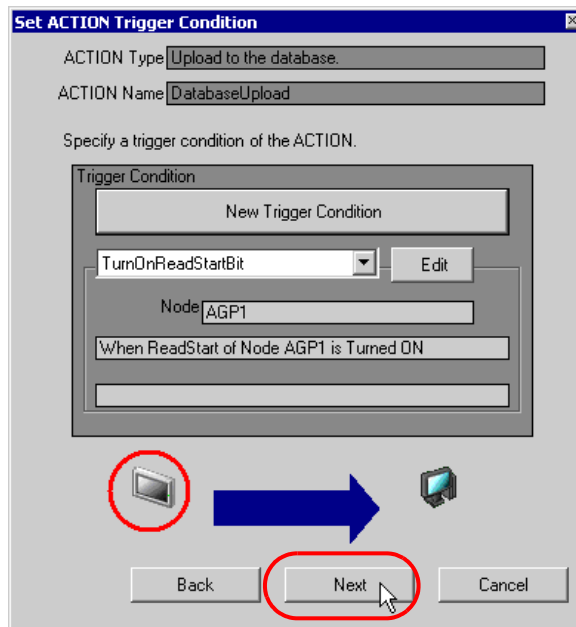 Set ACTION Trigger Condition
ACTION Type Upload to the database.
ACTION Name DatabaseUpload
Specify a trigger condition of the ACTION.
Trigger Condition
New Trigger Condition
TurnOnReadStartBit Edit
Node AGP1
When ReadStart of Node AGP1 is Turned ON
Back Next Cancel